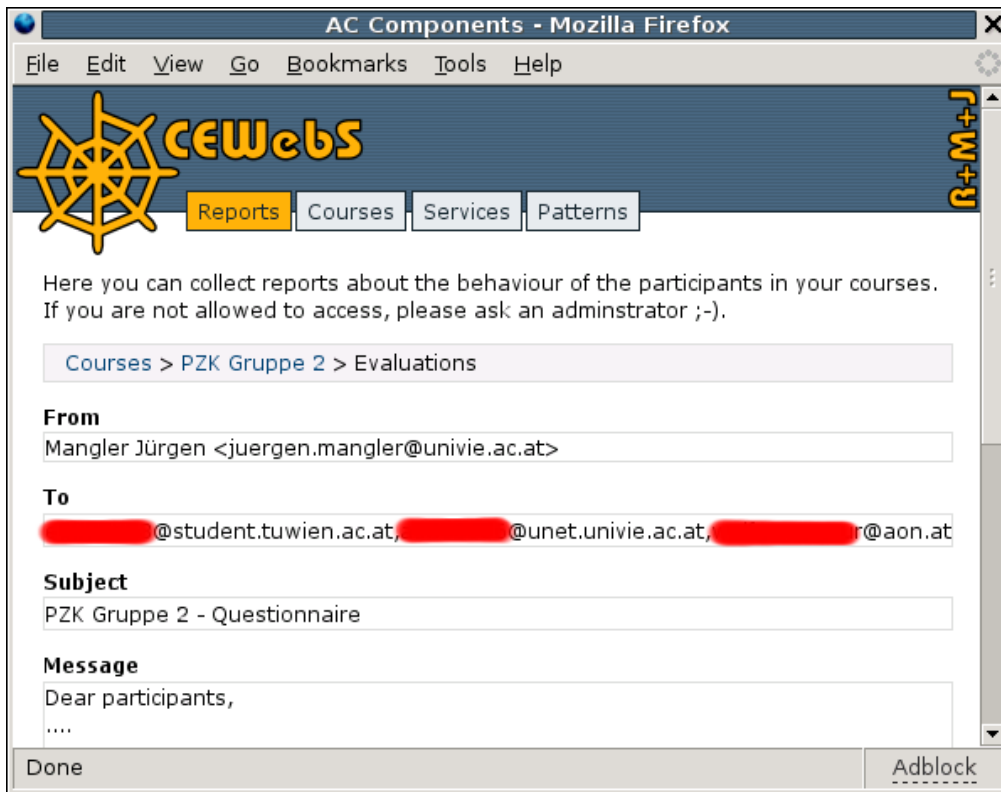 AC Components - Mozilla Firefox
File Edit View Go Bookmarks Tools Help
CEWebS
r+w+y
Reports Courses Services Patterns
Here you can collect reports about the behaviour of the participants in your courses.
If you are not allowed to access, please ask an adminstrator ;-).
Courses > PZK Gruppe 2 > Evaluations
From
Mangler Jürgen <juergen.mangler@univie.ac.at>
To
@student.tuwien.ac.at, @unet.univie.ac.at, r@aon.at
Subject
PZK Gruppe 2 - Questionnaire
Message
Dear participants,
....
Done Adblock